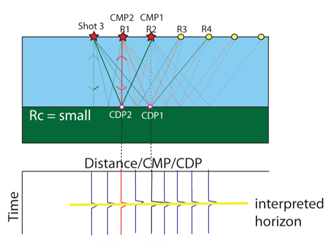 CMP2 CMP1
Shot 3 R1 R2 R3 R4
Rc = small CDP2 CDP1
Distance/CMP/CDP
Time
interpreted
horizon